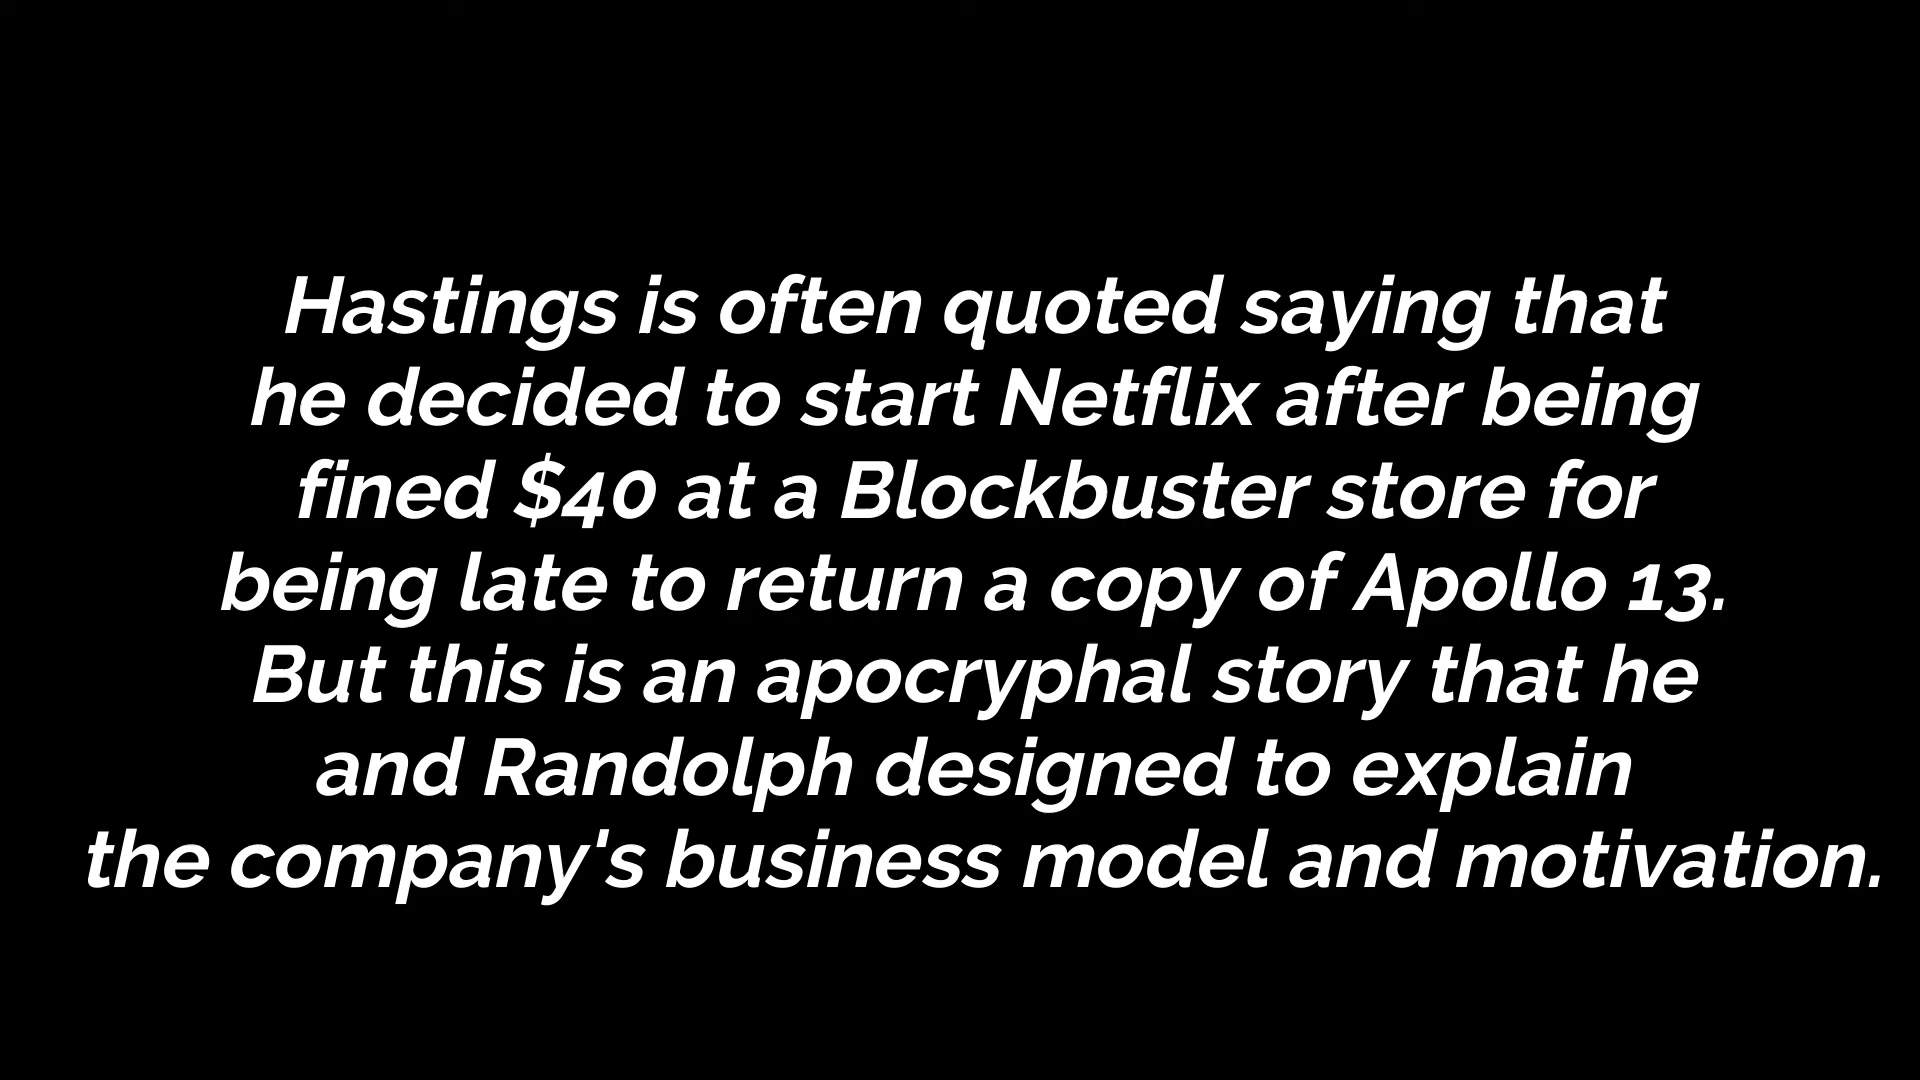 Hastings is often quoted saying that
he decided to start Netflix after being
fined $40 at a Blockbuster store for
being late to return a copy of Apollo 13.
But this is an apocryphal story that he
and Randolph designed to explain
the company's business model and motivation.